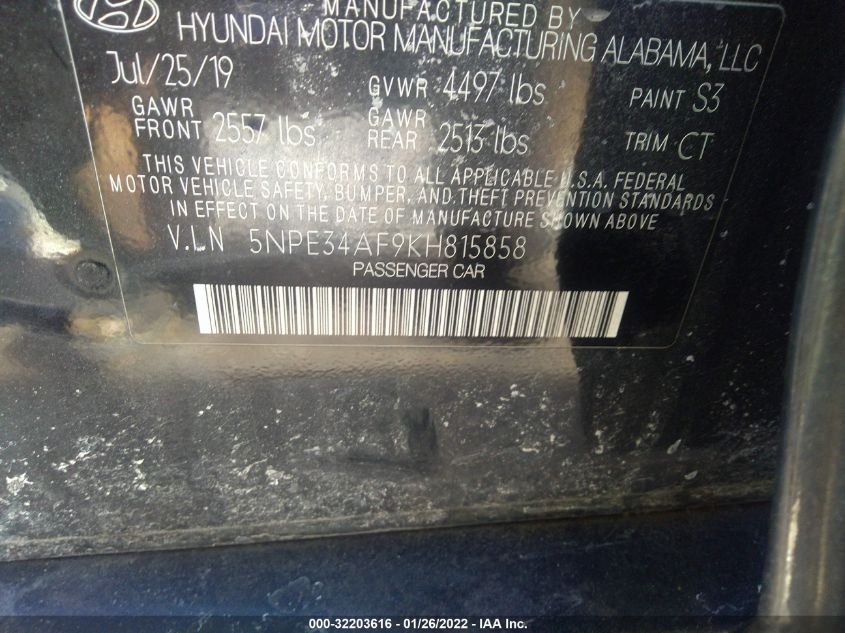 MANUFACTURED BY
HYUNDAI MOTOR MANUFACTURING ALABAMA, LLC
Jul/25/19 GVWR 4497 lbs PAINT S3
GAWR FRONT 2557 lbs GAWR REAR 2513 lbs TRIM CT
THIS VEHICLE CONFORMS TO ALL APPLICABLE U.S.A. FEDERAL
MOTOR VEHICLE SAFETY, BUMPER, AND THEFT PREVENTION STANDARDS
IN EFFECT ON THE DATE OF MANUFACTURE SHOWN ABOVE
V.I.N 5NPE34AF9KH815858
PASSENGER CAR
000-32203616 - 01/26/2022 - IAA Inc.